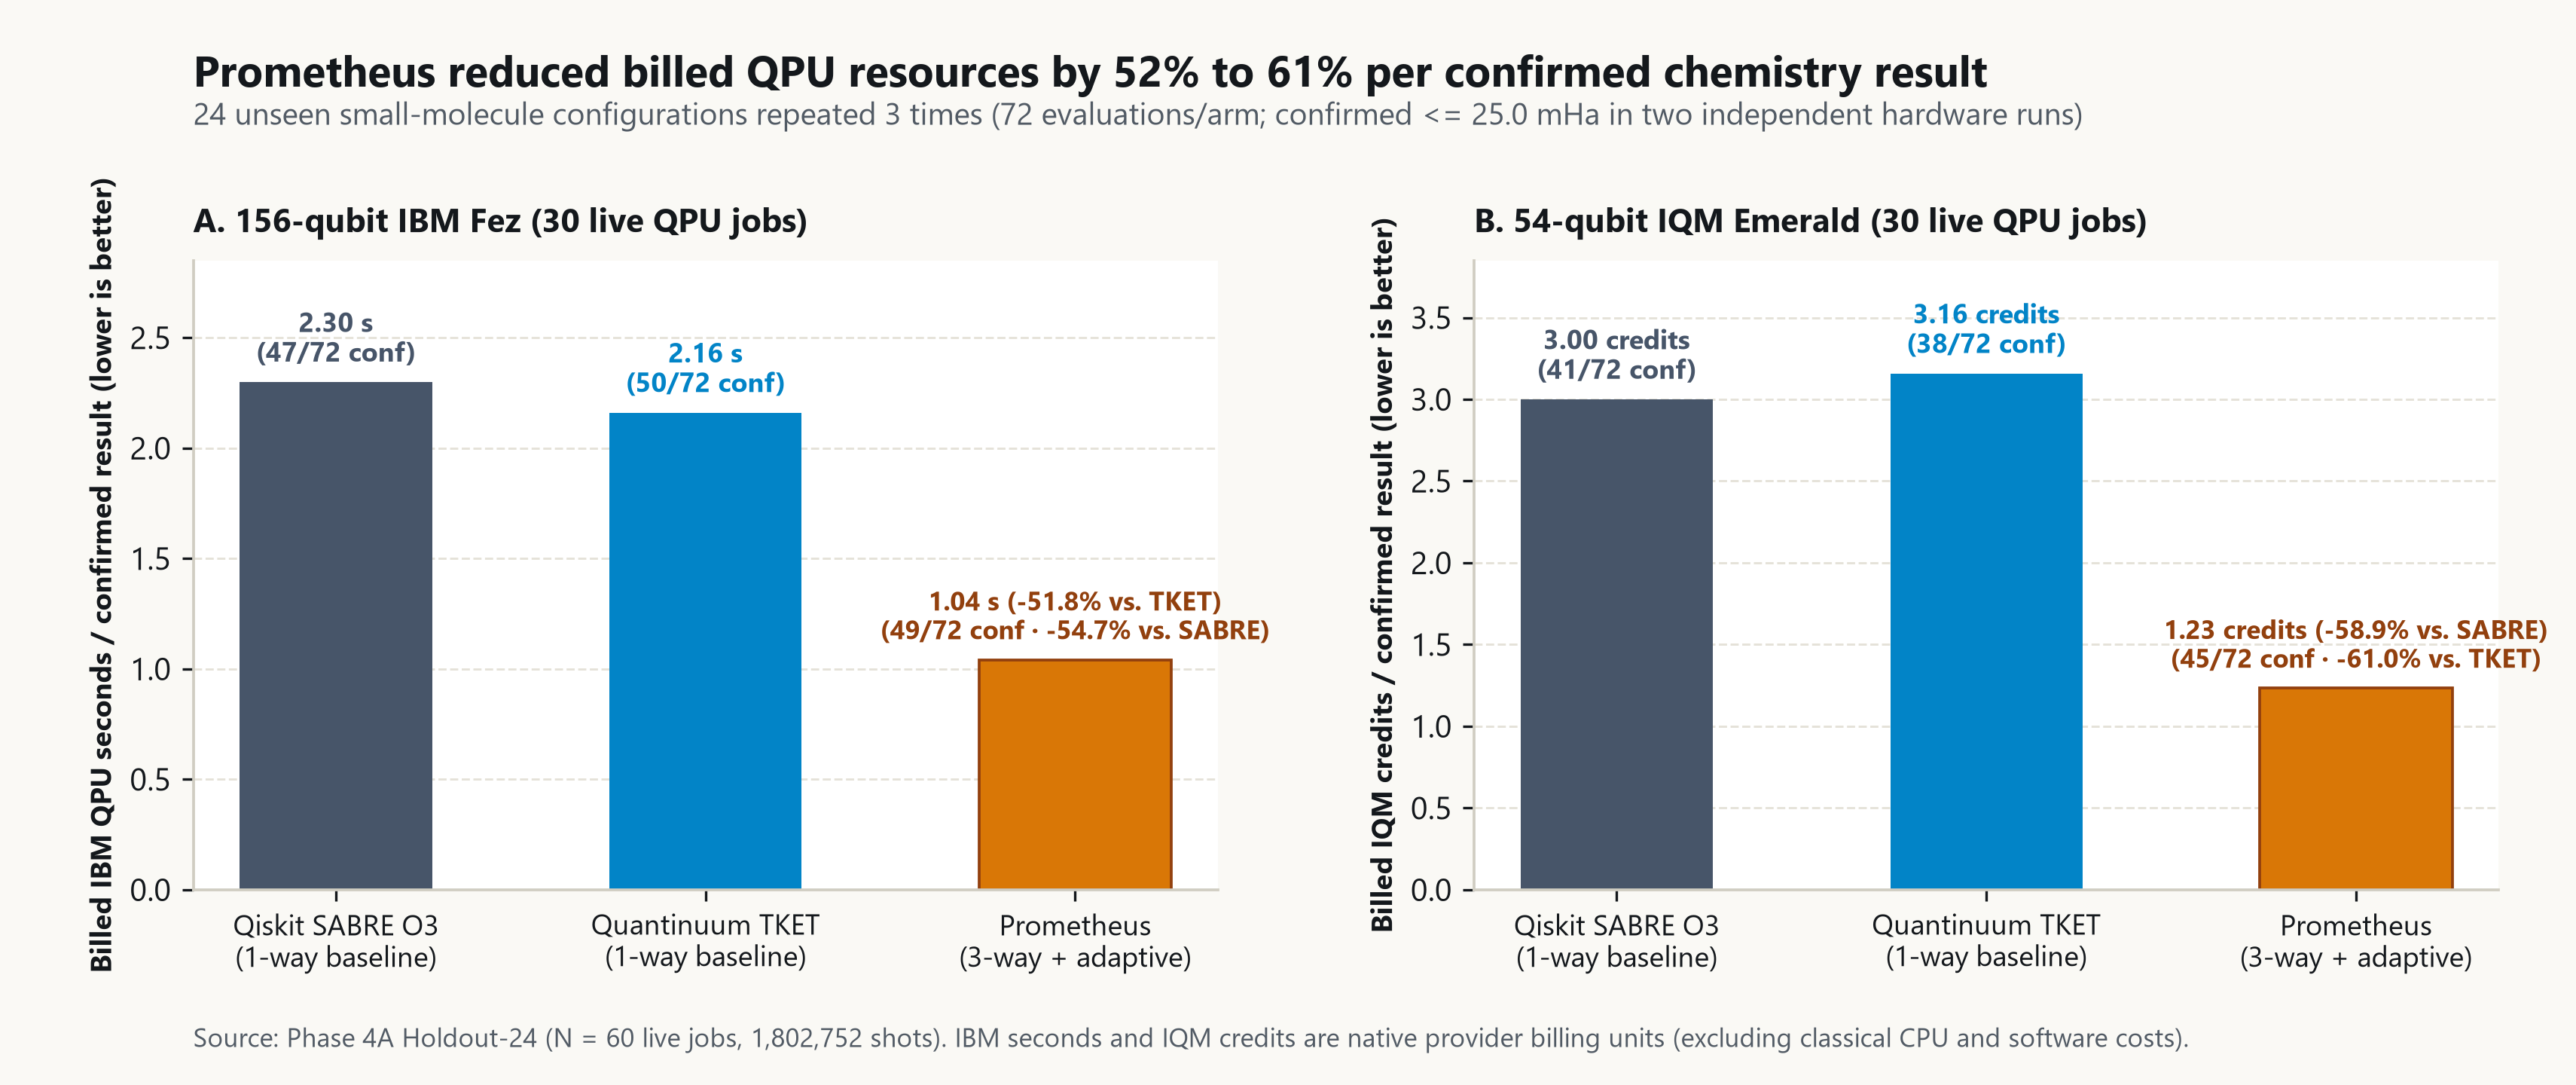 Prometheus reduced billed QPU resources by 52% to 61% per confirmed chemistry result
24 unseen small-molecule configurations repeated 3 times (72 evaluations/arm; confirmed <= 25.0 mHa in two independent hardware runs)
A. 156-qubit IBM Fez (30 live QPU jobs)
Billed IBM QPU seconds / confirmed result (lower is better)
2.5
2.0
1.5
1.0
0.5
0.0
2.30 s
(47/72 conf)
2.16 s
(50/72 conf)
1.04 s (-51.8% vs. TKET)
(49/72 conf · -54.7% vs. SABRE)
Qiskit SABRE O3
(1-way baseline)
Quantinuum TKET
(1-way baseline)
Prometheus
(3-way + adaptive)
B. 54-qubit IQM Emerald (30 live QPU jobs)
Billed IQM credits / confirmed result (lower is better)
3.5
3.0
2.5
2.0
1.5
1.0
0.5
0.0
3.00 credits
(41/72 conf)
3.16 credits
(38/72 conf)
1.23 credits (-58.9% vs. SABRE)
(45/72 conf · -61.0% vs. TKET)
Qiskit SABRE O3
(1-way baseline)
Quantinuum TKET
(1-way baseline)
Prometheus
(3-way + adaptive)
Source: Phase 4A Holdout-24 (N = 60 live jobs, 1,802,752 shots). IBM seconds and IQM credits are native provider billing units (excluding classical CPU and software costs).